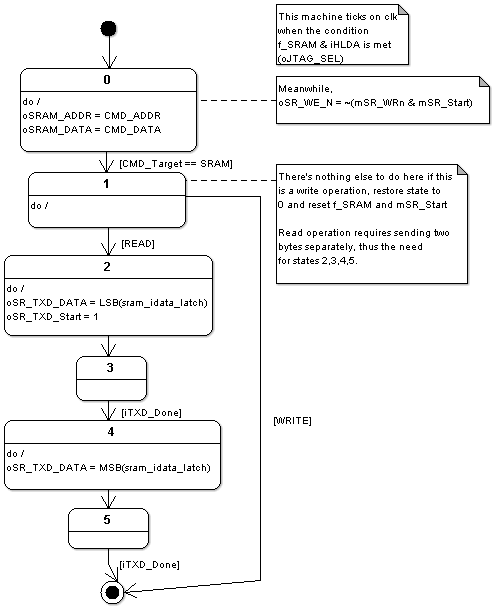 This machine ticks on clk
when the condition
f_SRAM & iHLDA is met
(oJTAG_SEL)
0
do /
oSRAM_ADDR = CMD_ADDR
oSRAM_DATA = CMD_DATA
Meanwhile,
oSR_WE_N = ~(mSR_WRn & mSR_Start)
[CMD_Target == SRAM]
1
do /
There's nothing else to do here if this
is a write operation, restore state to
0 and reset f_SRAM and mSR_Start
Read operation requires sending two
bytes separately, thus the need
for states 2,3,4,5.
[READ]
2
do /
oSR_TXD_DATA = LSB(sram_idata_latch)
oSR_TXD_Start = 1
3
[iTXD_Done]
[WRITE]
4
do /
oSR_TXD_DATA = MSB(sram_idata_latch)
5
[iTXD_Done]